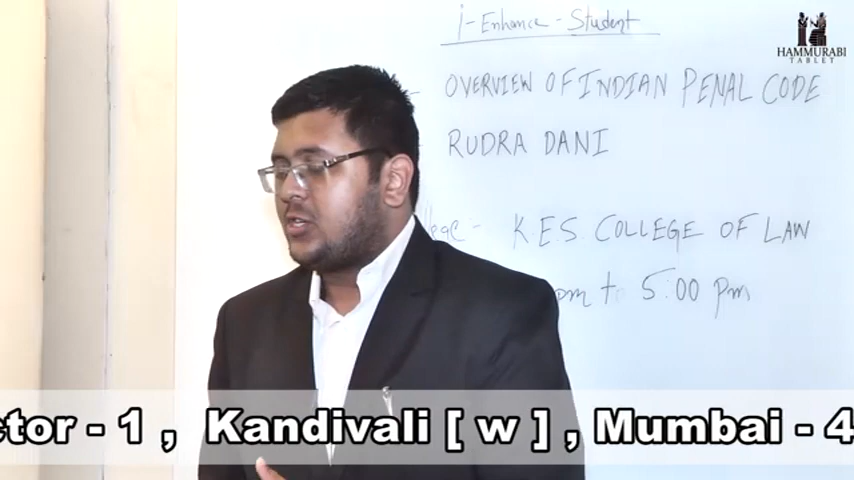 i-Enhance-Student
HAMMURABI
TABLET
OVERVIEW OF INDIAN PENAL CODE
RUDRA DANI
K.E.S. COLLEGE OF LAW
pm to 5:00 pm
ctor - 1 , Kandivali [ w ] , Mumbai - 4